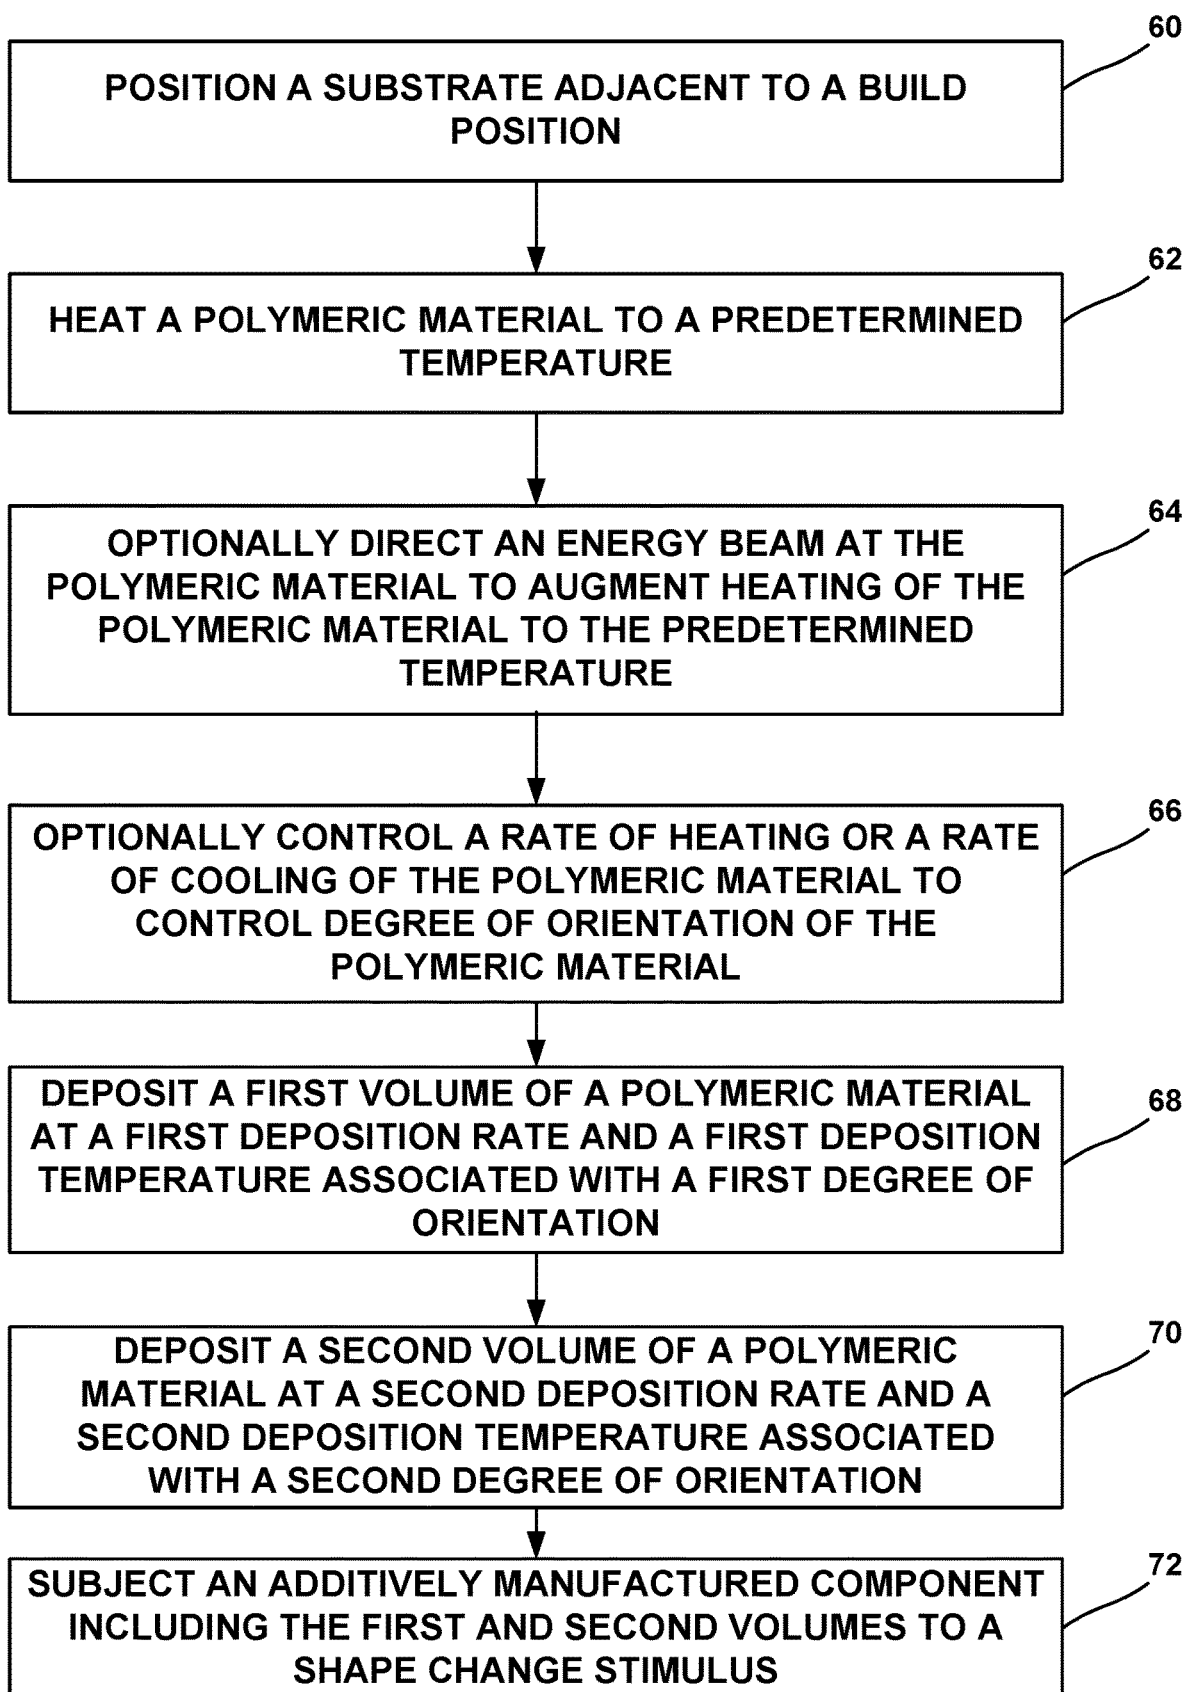 60
POSITION A SUBSTRATE ADJACENT TO A BUILD
POSITION
62
HEAT A POLYMERIC MATERIAL TO A PREDETERMINED
TEMPERATURE
64
OPTIONALLY DIRECT AN ENERGY BEAM AT THE
POLYMERIC MATERIAL TO AUGMENT HEATING OF THE
POLYMERIC MATERIAL TO THE PREDETERMINED
TEMPERATURE
66
OPTIONALLY CONTROL A RATE OF HEATING OR A RATE
OF COOLING OF THE POLYMERIC MATERIAL TO
CONTROL DEGREE OF ORIENTATION OF THE
POLYMERIC MATERIAL
68
DEPOSIT A FIRST VOLUME OF A POLYMERIC MATERIAL
AT A FIRST DEPOSITION RATE AND A FIRST DEPOSITION
TEMPERATURE ASSOCIATED WITH A FIRST DEGREE OF
ORIENTATION
70
DEPOSIT A SECOND VOLUME OF A POLYMERIC
MATERIAL AT A SECOND DEPOSITION RATE AND A
SECOND DEPOSITION TEMPERATURE ASSOCIATED
WITH A SECOND DEGREE OF ORIENTATION
72
SUBJECT AN ADDITIVELY MANUFACTURED COMPONENT
INCLUDING THE FIRST AND SECOND VOLUMES TO A
SHAPE CHANGE STIMULUS